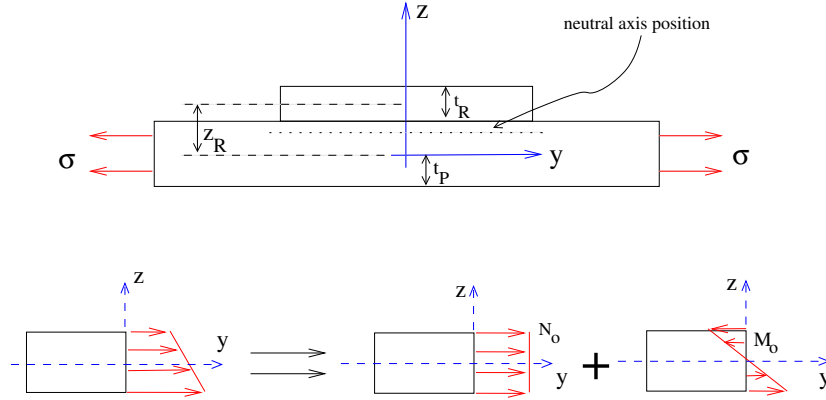 z
neutral axis position
t_R
z_R
y
σ
σ
t_P
z
z
z
y
N_o
y
+
M_o
y